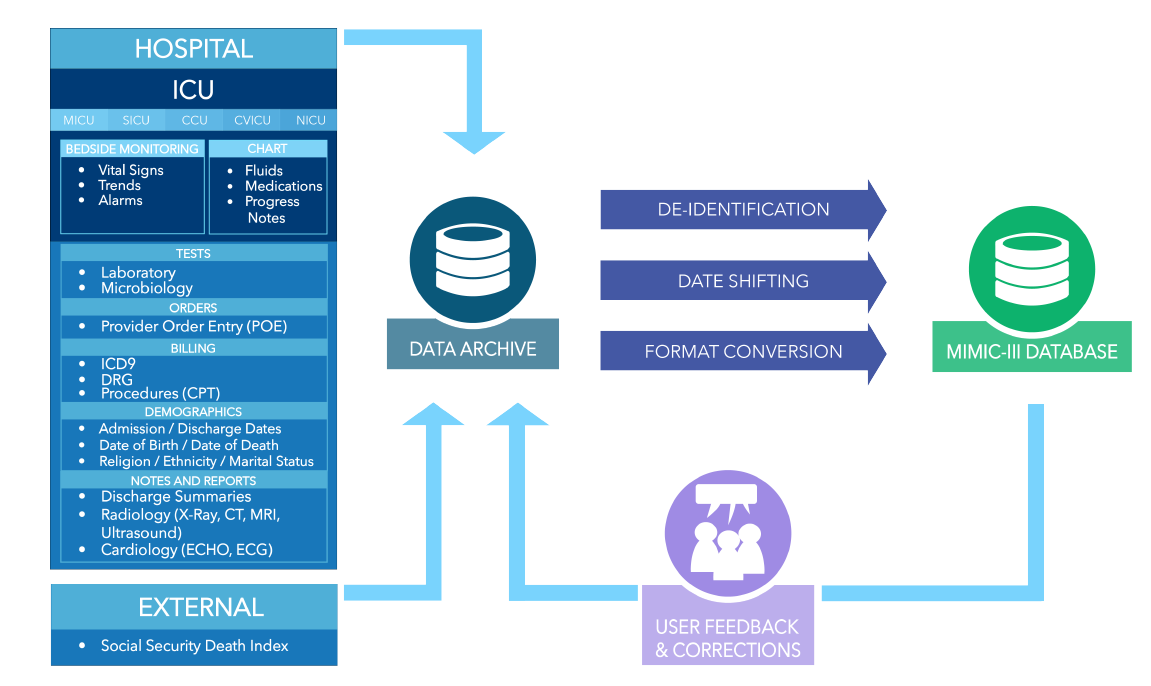 HOSPITAL
ICU
MICU SICU CCU CVICU NICU
BEDSIDE MONITORING
• Vital Signs
• Trends
• Alarms
CHART
• Fluids
• Medications
• Progress
Notes
TESTS
• Laboratory
• Microbiology
ORDERS
• Provider Order Entry (POE)
BILLING
• ICD9
• DRG
• Procedures (CPT)
DEMOGRAPHICS
• Admission / Discharge Dates
• Date of Birth / Date of Death
• Religion / Ethnicity / Marital Status
NOTES AND REPORTS
• Discharge Summaries
• Radiology (X-Ray, CT, MRI,
Ultrasound)
• Cardiology (ECHO, ECG)
EXTERNAL
• Social Security Death Index
DATA ARCHIVE
DE-IDENTIFICATION
DATE SHIFTING
FORMAT CONVERSION
MIMIC-III DATABASE
USER FEEDBACK
& CORRECTIONS